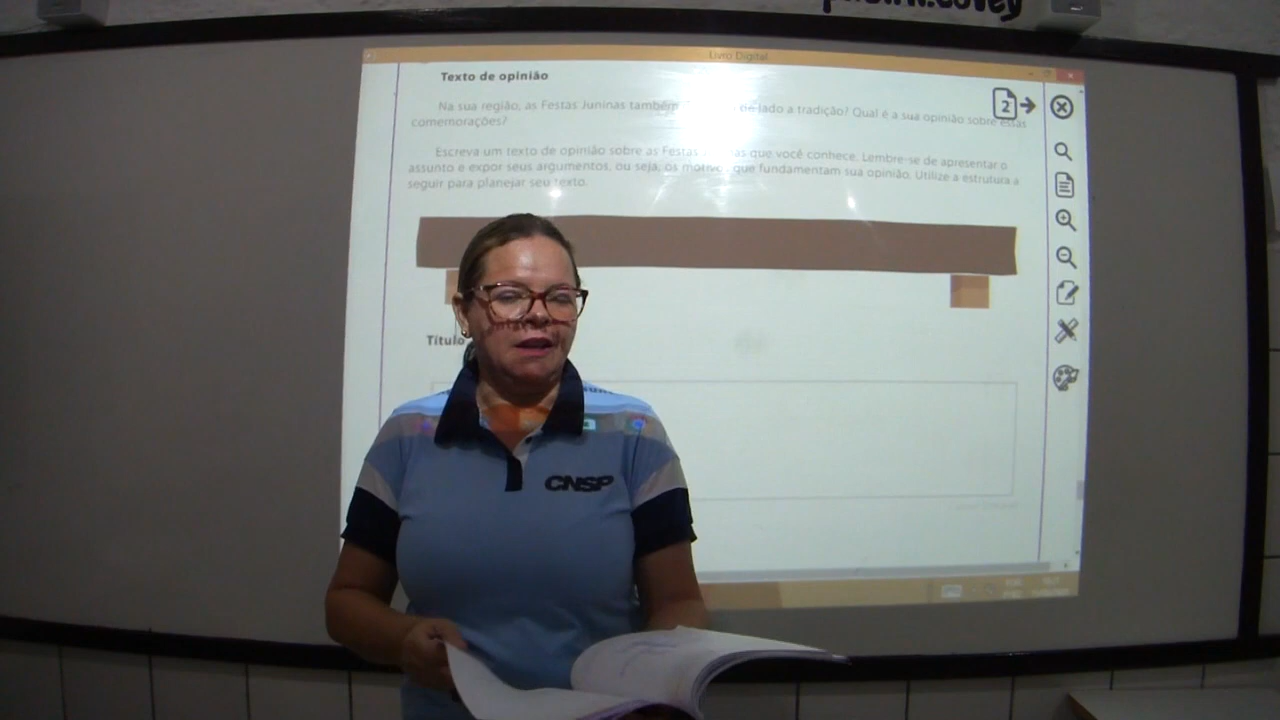 Livro Digital
Texto de opinião
Na sua região, as Festas Juninas também de lado a tradição? Qual é a sua opinião sobre essas
comemorações?
Escreva um texto de opinião sobre as Festas que você conhece. Lembre-se de apresentar o
assunto e expor seus argumentos, ou seja, os motivos que fundamentam sua opinião. Utilize a estrutura a
seguir para planejar seu texto.
2
Título
CNSP